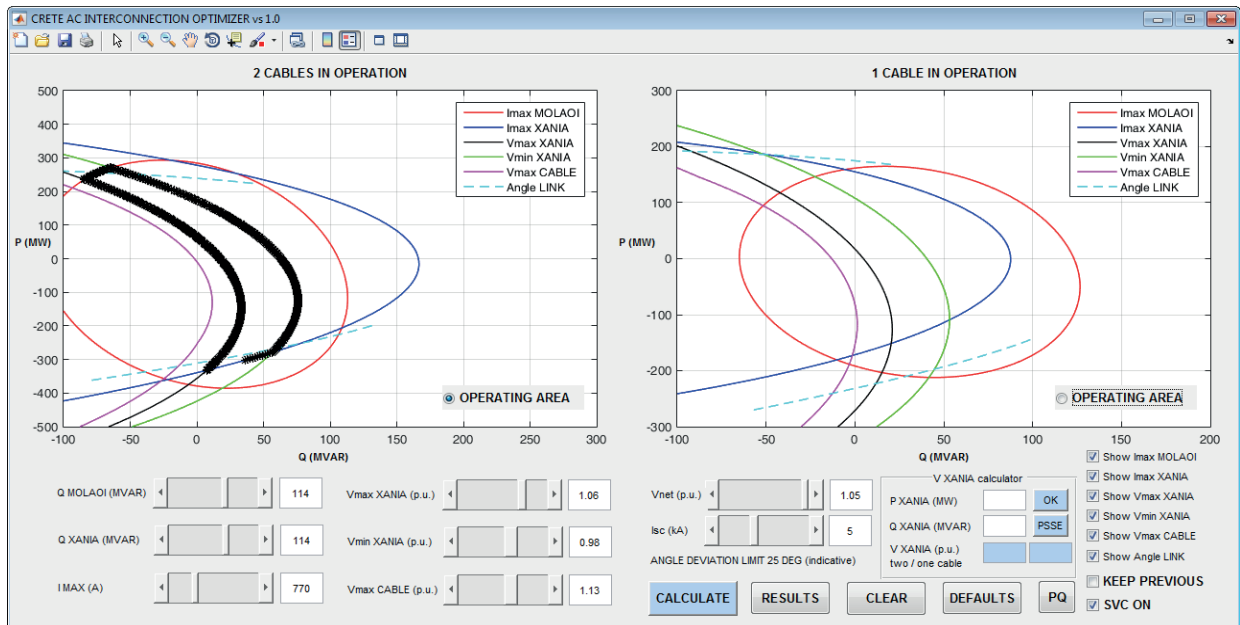 CRETE AC INTERCONNECTION OPTIMIZER vs 1.0
2 CABLES IN OPERATION
500
400
300
200
100
0
-100
-200
-300
-400
-500
P (MW)
-100
-50
0
50
100
150
200
250
300
Q (MVAR)
Imax MOLAOI
Imax XANIA
Vmax XANIA
Vmin XANIA
Vmax CABLE
Angle LINK
OPERATING AREA
1 CABLE IN OPERATION
300
200
100
0
-100
-200
-300
P (MW)
-100
-50
0
50
100
150
200
Q (MVAR)
Imax MOLAOI
Imax XANIA
Vmax XANIA
Vmin XANIA
Vmax CABLE
Angle LINK
OPERATING AREA
Q MOLAOI (MVAR)
114
Q XANIA (MVAR)
114
I MAX (A)
770
Vmax XANIA (p.u.)
1.06
Vmin XANIA (p.u.)
0.98
Vmax CABLE (p.u.)
1.13
Vnet (p.u.)
1.05
Isc (kA)
5
ANGLE DEVIATION LIMIT 25 DEG (indicative)
V XANIA calculator
P XANIA (MW)
OK
Q XANIA (MVAR)
PSSE
V XANIA (p.u.)
two / one cable
Show Imax MOLAOI
Show Imax XANIA
Show Vmax XANIA
Show Vmin XANIA
Show Vmax CABLE
Show Angle LINK
KEEP PREVIOUS
SVC ON
CALCULATE
RESULTS
CLEAR
DEFAULTS
PQ